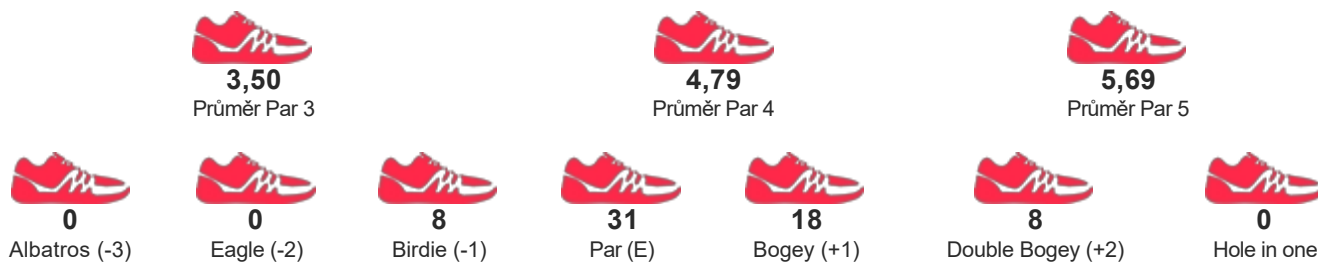 3,50 4,79 5,69
Průměr Par 3 Průměr Par 4 Průměr Par 5
0 0 8 31 18 8 0
Albatros (-3) Eagle (-2) Birdie (-1) Par (E) Bogey (+1) Double Bogey (+2) Hole in one